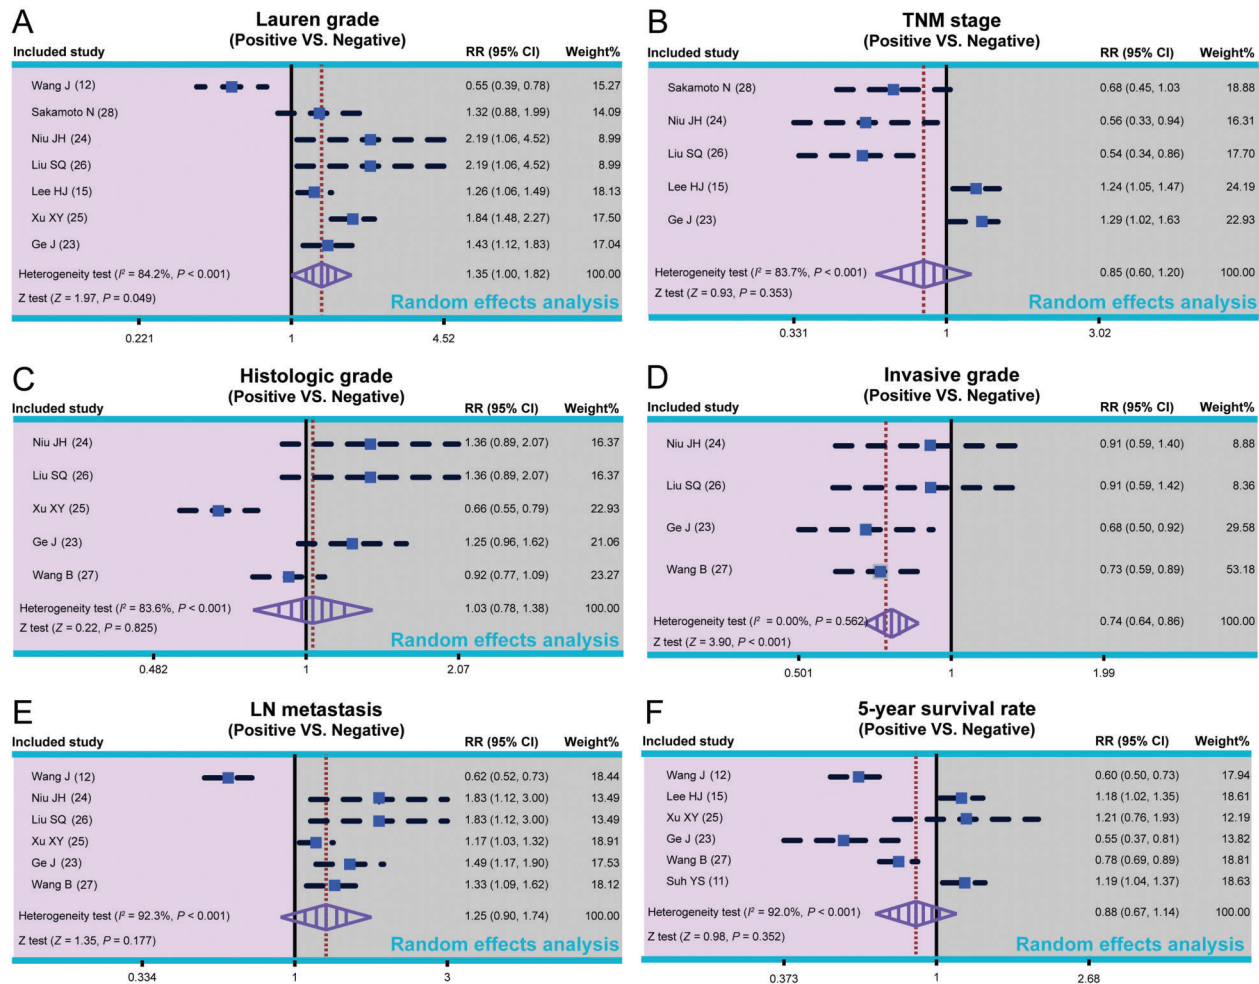 A
Lauren grade
(Positive VS. Negative)
Included study RR (95% CI) Weight%
Wang J (12) 0.55 (0.39, 0.78) 15.27
Sakamoto N (28) 1.32 (0.88, 1.99) 14.09
Niu JH (24) 2.19 (1.06, 4.52) 8.99
Liu SQ (26) 2.19 (1.06, 4.52) 8.99
Lee HJ (15) 1.26 (1.06, 1.49) 18.13
Xu XY (25) 1.84 (1.48, 2.27) 17.50
Ge J (23) 1.43 (1.12, 1.83) 17.04
Heterogeneity test (I² = 84.2%, P < 0.001) 1.35 (1.00, 1.82) 100.00
Z test (Z = 1.97, P = 0.049)
Random effects analysis
0.221 1 4.52
B
TNM stage
(Positive VS. Negative)
Included study RR (95% CI) Weight%
Sakamoto N (28) 0.68 (0.45, 1.03 18.88
Niu JH (24) 0.56 (0.33, 0.94) 16.31
Liu SQ (26) 0.54 (0.34, 0.86) 17.70
Lee HJ (15) 1.24 (1.05, 1.47) 24.19
Ge J (23) 1.29 (1.02, 1.63 22.93
Heterogeneity test (I² = 83.7%, P < 0.001) 0.85 (0.60, 1.20) 100.00
Z test (Z = 0.93, P = 0.353)
Random effects analysis
0.331 1 3.02
C
Histologic grade
(Positive VS. Negative)
Included study RR (95% CI) Weight%
Niu JH (24) 1.36 (0.89, 2.07) 16.37
Liu SQ (26) 1.36 (0.89, 2.07) 16.37
Xu XY (25) 0.66 (0.55, 0.79) 22.93
Ge J (23) 1.25 (0.96, 1.62) 21.06
Wang B (27) 0.92 (0.77, 1.09) 23.27
Heterogeneity test (I² = 83.6%, P < 0.001) 1.03 (0.78, 1.38) 100.00
Z test (Z = 0.22, P = 0.825)
Random effects analysis
0.482 1 2.07
D
Invasive grade
(Positive VS. Negative)
Included study RR (95% CI) Weight%
Niu JH (24) 0.91 (0.59, 1.40) 8.88
Liu SQ (26) 0.91 (0.59, 1.42) 8.36
Ge J (23) 0.68 (0.50, 0.92) 29.58
Wang B (27) 0.73 (0.59, 0.89) 53.18
Heterogeneity test (I² = 0.00%, P = 0.562) 0.74 (0.64, 0.86) 100.00
Z test (Z = 3.90, P < 0.001)
Random effects analysis
0.501 1 1.99
E
LN metastasis
(Positive VS. Negative)
Included study RR (95% CI) Weight%
Wang J (12) 0.62 (0.52, 0.73) 18.44
Niu JH (24) 1.83 (1.12, 3.00) 13.49
Liu SQ (26) 1.83 (1.12, 3.00) 13.49
Xu XY (25) 1.17 (1.03, 1.32) 18.91
Ge J (23) 1.49 (1.17, 1.90) 17.53
Wang B (27) 1.33 (1.09, 1.62) 18.12
Heterogeneity test (I² = 92.3%, P < 0.001) 1.25 (0.90, 1.74) 100.00
Z test (Z = 1.35, P = 0.177)
Random effects analysis
0.334 1 3
F
5-year survival rate
(Positive VS. Negative)
Included study RR (95% CI) Weight%
Wang J (12) 0.60 (0.50, 0.73) 17.94
Lee HJ (15) 1.18 (1.02, 1.35) 18.61
Xu XY (25) 1.21 (0.76, 1.93) 12.19
Ge J (23) 0.55 (0.37, 0.81) 13.82
Wang B (27) 0.78 (0.69, 0.89) 18.81
Suh YS (11) 1.19 (1.04, 1.37) 18.63
Heterogeneity test (I² = 92.0%, P < 0.001) 0.88 (0.67, 1.14) 100.00
Z test (Z = 0.98, P = 0.352)
Random effects analysis
0.373 1 2.68